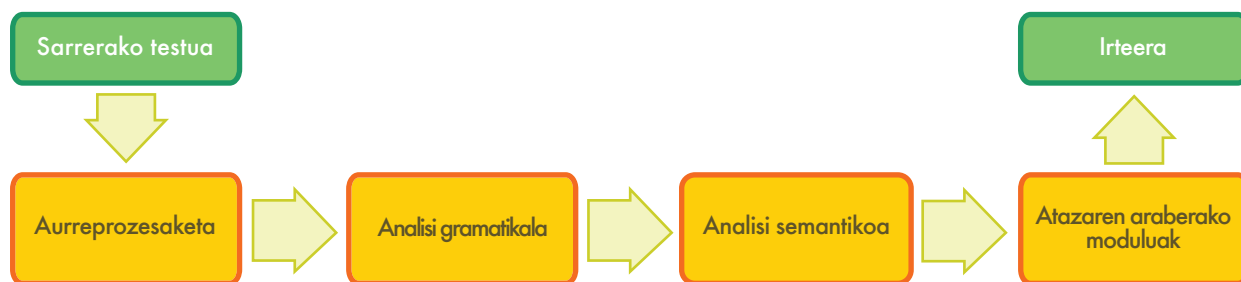 Sarrerako testua
Irteera
Aurreprozesaketa
Analisi gramatikala
Analisi semantikoa
Atazaren araberako
moduluak